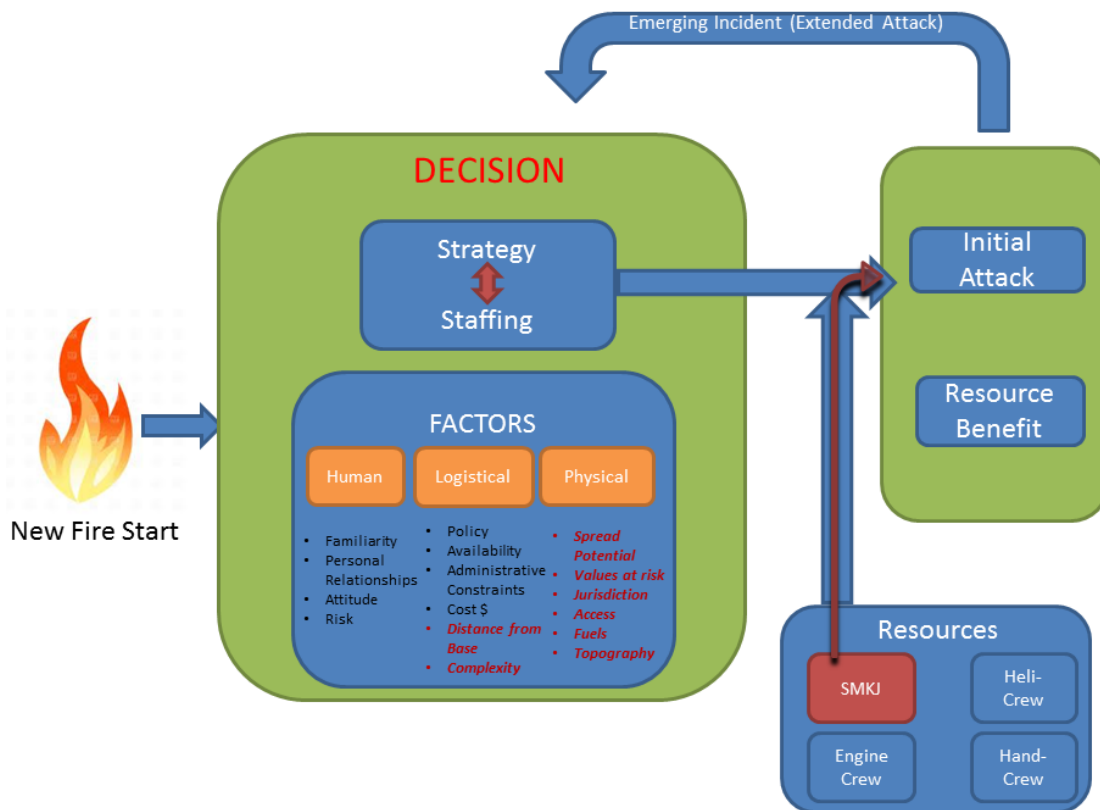 Emerging Incident (Extended Attack)
DECISION
Strategy
Staffing
New Fire Start
FACTORS
Human
Logistical
Physical
• Familiarity
• Personal
Relationships
• Attitude
• Risk
• Policy
• Availability
• Administrative
Constraints
• Cost $
• Distance from
Base
• Complexity
• Spread
Potential
• Values at risk
• Jurisdiction
• Access
• Fuels
• Topography
Initial
Attack
Resource
Benefit
Resources
SMKJ
Heli-
Crew
Engine
Crew
Hand-
Crew